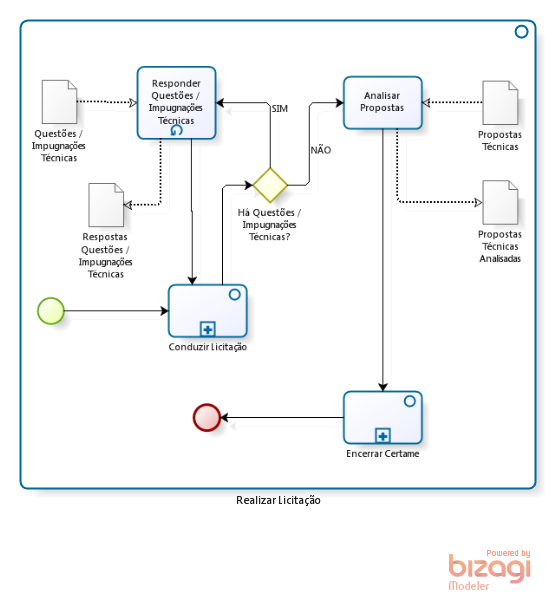 Responder
Questões /
Impugnações
Técnicas
Analisar
Propostas
SIM
NÃO
Questões /
Impugnações
Técnicas
Propostas
Técnicas
Respostas
Questões /
Impugnações
Técnicas
Há Questões /
Impugnações
Técnicas?
Propostas
Técnicas
Analisadas
Conduzir Licitação
Encerrar Certame
Realizar Licitação
Powered by
bizagi
Modeler